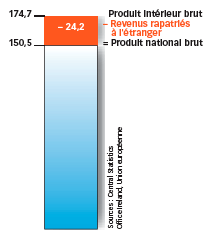 174,7
Produit intérieur brut
– 24,2
– Revenus rapatriés
à l'étranger
150,5
= Produit national brut
Sources : Central Statistics
Office Ireland, Union européenne